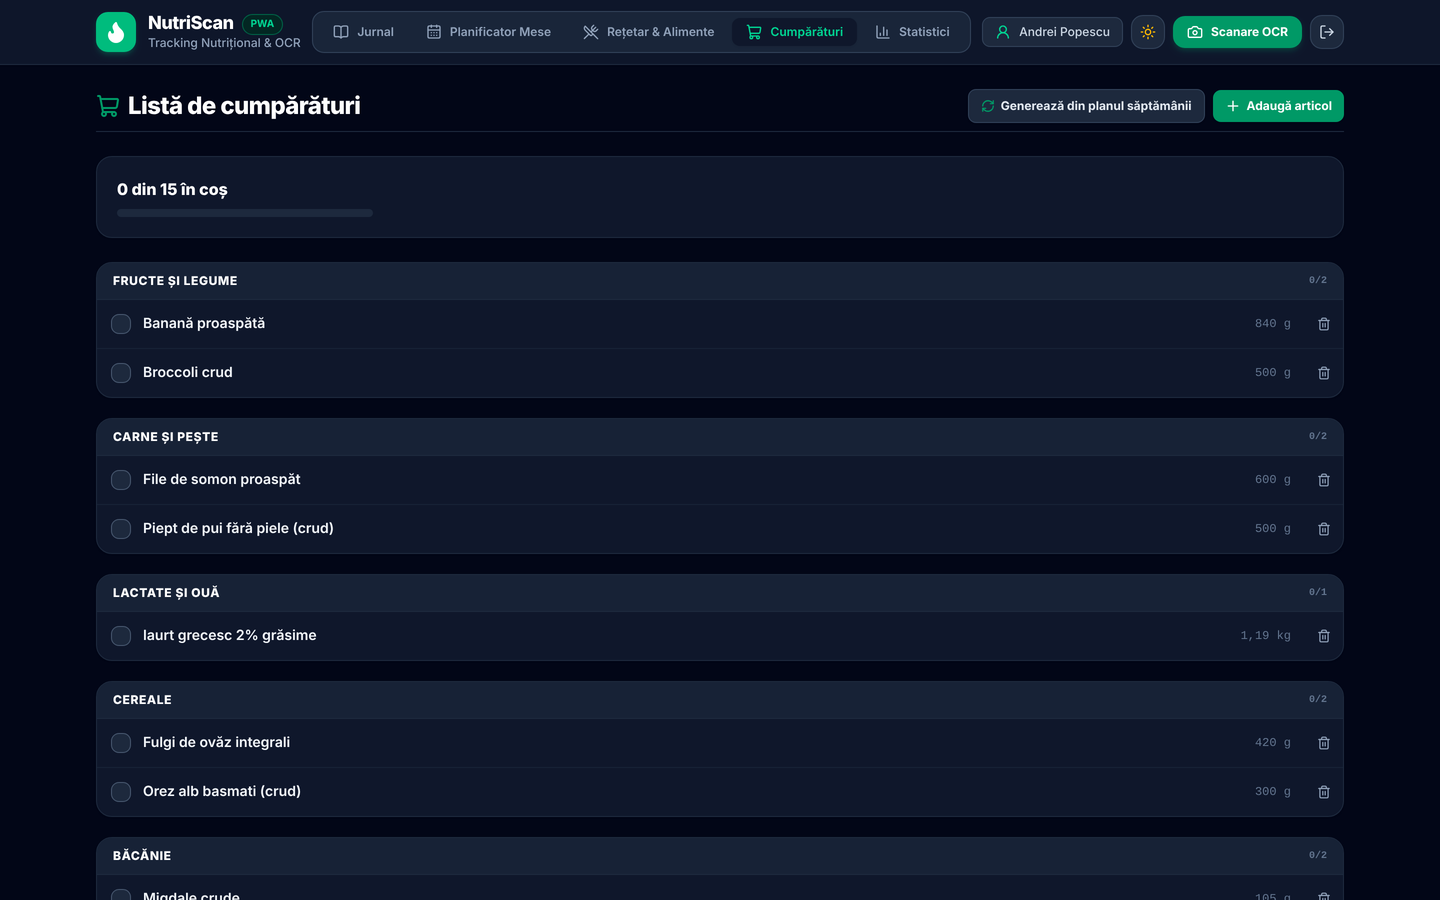 NutriScan PWA
Tracking Nutrițional & OCR
Jurnal
Planificator Mese
Rețetar & Alimente
Cumpărături
Statistici
Andrei Popescu
Scanare OCR
Listă de cumpărături
Generează din planul săptămânii
Adaugă articol
0 din 15 în coș
FRUCTE ȘI LEGUME 0/2
Banană proaspătă 840 g
Broccoli crud 500 g
CARNE ȘI PEȘTE 0/2
File de somon proaspăt 600 g
Piept de pui fără piele (crud) 500 g
LACTATE ȘI OUĂ 0/1
Iaurt grecesc 2% grăsime 1,19 kg
CEREALE 0/2
Fulgi de ovăz integrali 420 g
Orez alb basmati (crud) 300 g
BĂCĂNIE 0/2
Migdale crude 105 g